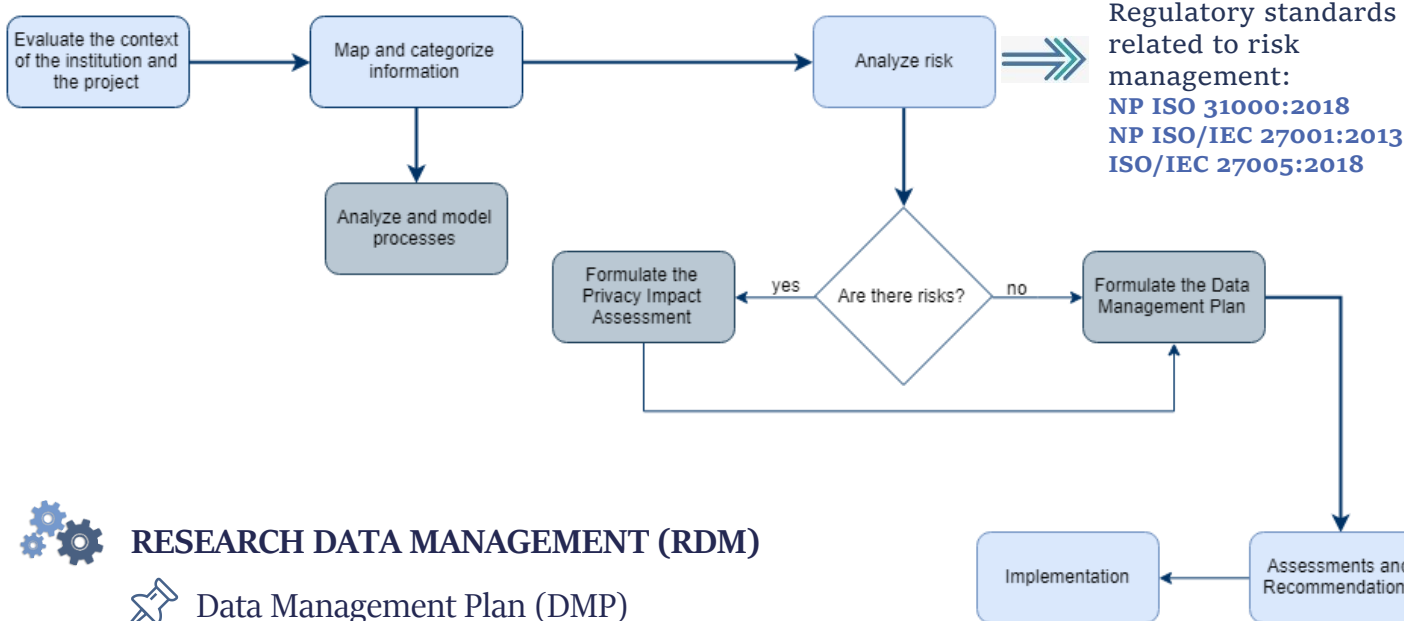 Evaluate the context
of the institution and
the project
Map and categorize
information
Analyze risk
Regulatory standards
related to risk
management:
NP ISO 31000:2018
NP ISO/IEC 27001:2013
ISO/IEC 27005:2018
Analyze and model
processes
Formulate the
Privacy Impact
Assessment
yes
Are there risks?
no
Formulate the Data
Management Plan
RESEARCH DATA MANAGEMENT (RDM)
Data Management Plan (DMP)
Implementation
Assessments and
Recommendation